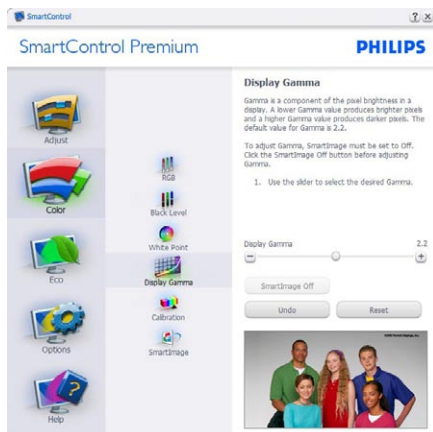 SmartControl
SmartControl Premium
PHILIPS
Adjust
Color
Eco
Options
Help
RGB
Black Level
White Point
Display Gamma
Calibration
SmartImage
Display Gamma
Gamma is a component of the pixel brightness in a
display. A lower Gamma value produces brighter pixels
and a higher Gamma value produces darker pixels. The
default value for Gamma is 2.2.
To adjust Gamma, SmartImage must be set to Off.
Click the SmartImage Off button before adjusting
Gamma.
1. Use the slider to select the desired Gamma.
Display Gamma 2.2
SmartImage Off
Undo Reset